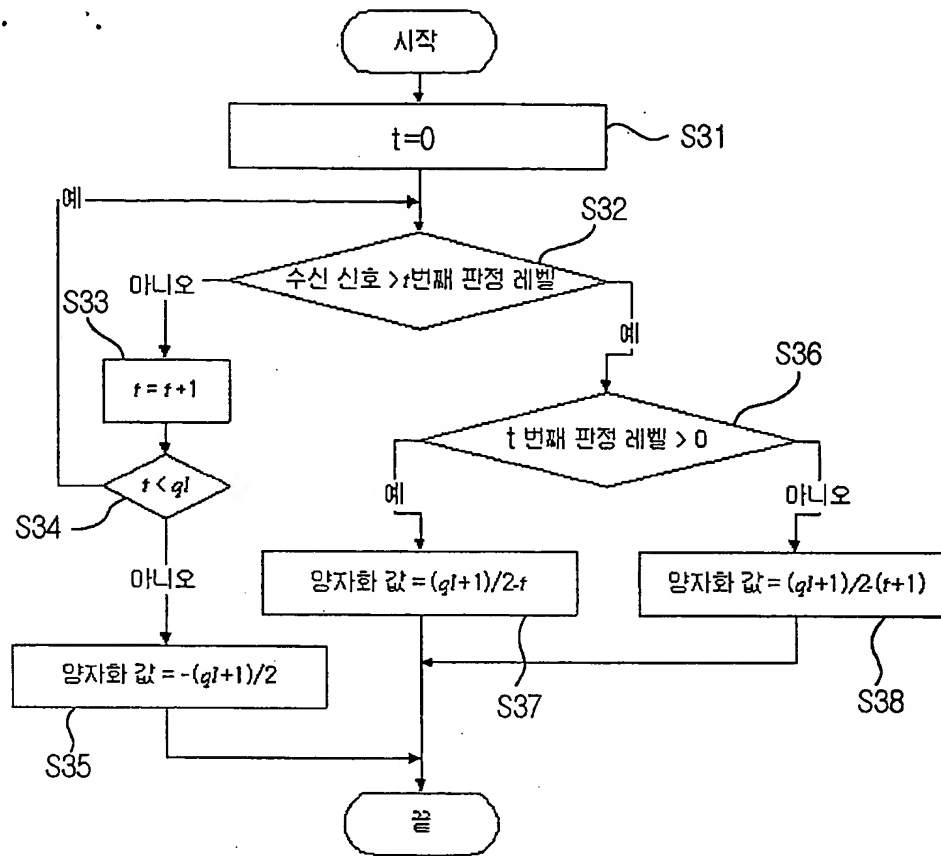 시작
t=0
S31
예
S32
수신 신호 > t번째 판정 레벨
아니오
S33
예
t = t+1
S36
t 번째 판정 레벨 > 0
t < ql
S34
예
아니오
아니오
양자화 값 = (ql+1)/2-t
양자화 값 = (ql+1)/2-(t+1)
양자화 값 = -(ql+1)/2
S37
S38
S35
끝